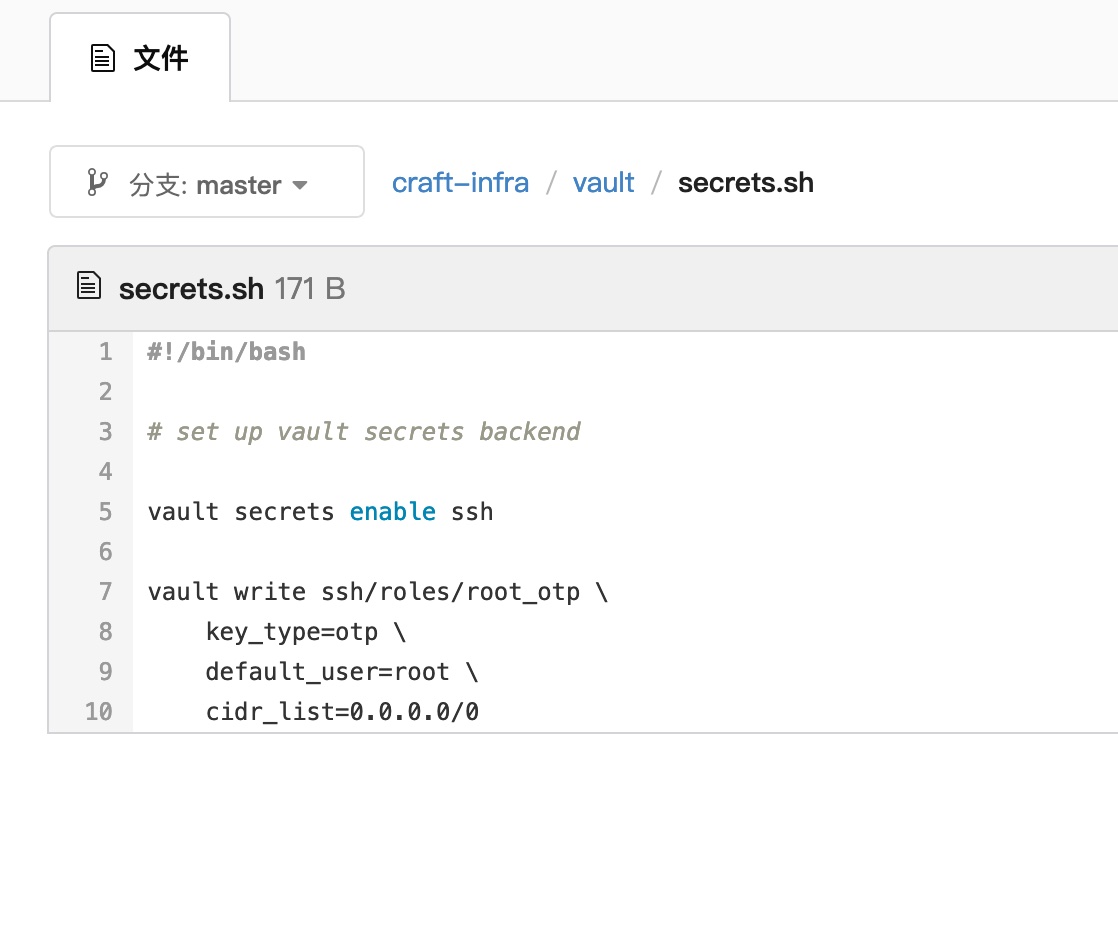 文件
分支: master craft-infra / vault / secrets.sh
secrets.sh 171 B
1 #!/bin/bash
2
3 # set up vault secrets backend
4
5 vault secrets enable ssh
6
7 vault write ssh/roles/root_otp \
8     key_type=otp \
9     default_user=root \
10     cidr_list=0.0.0.0/0